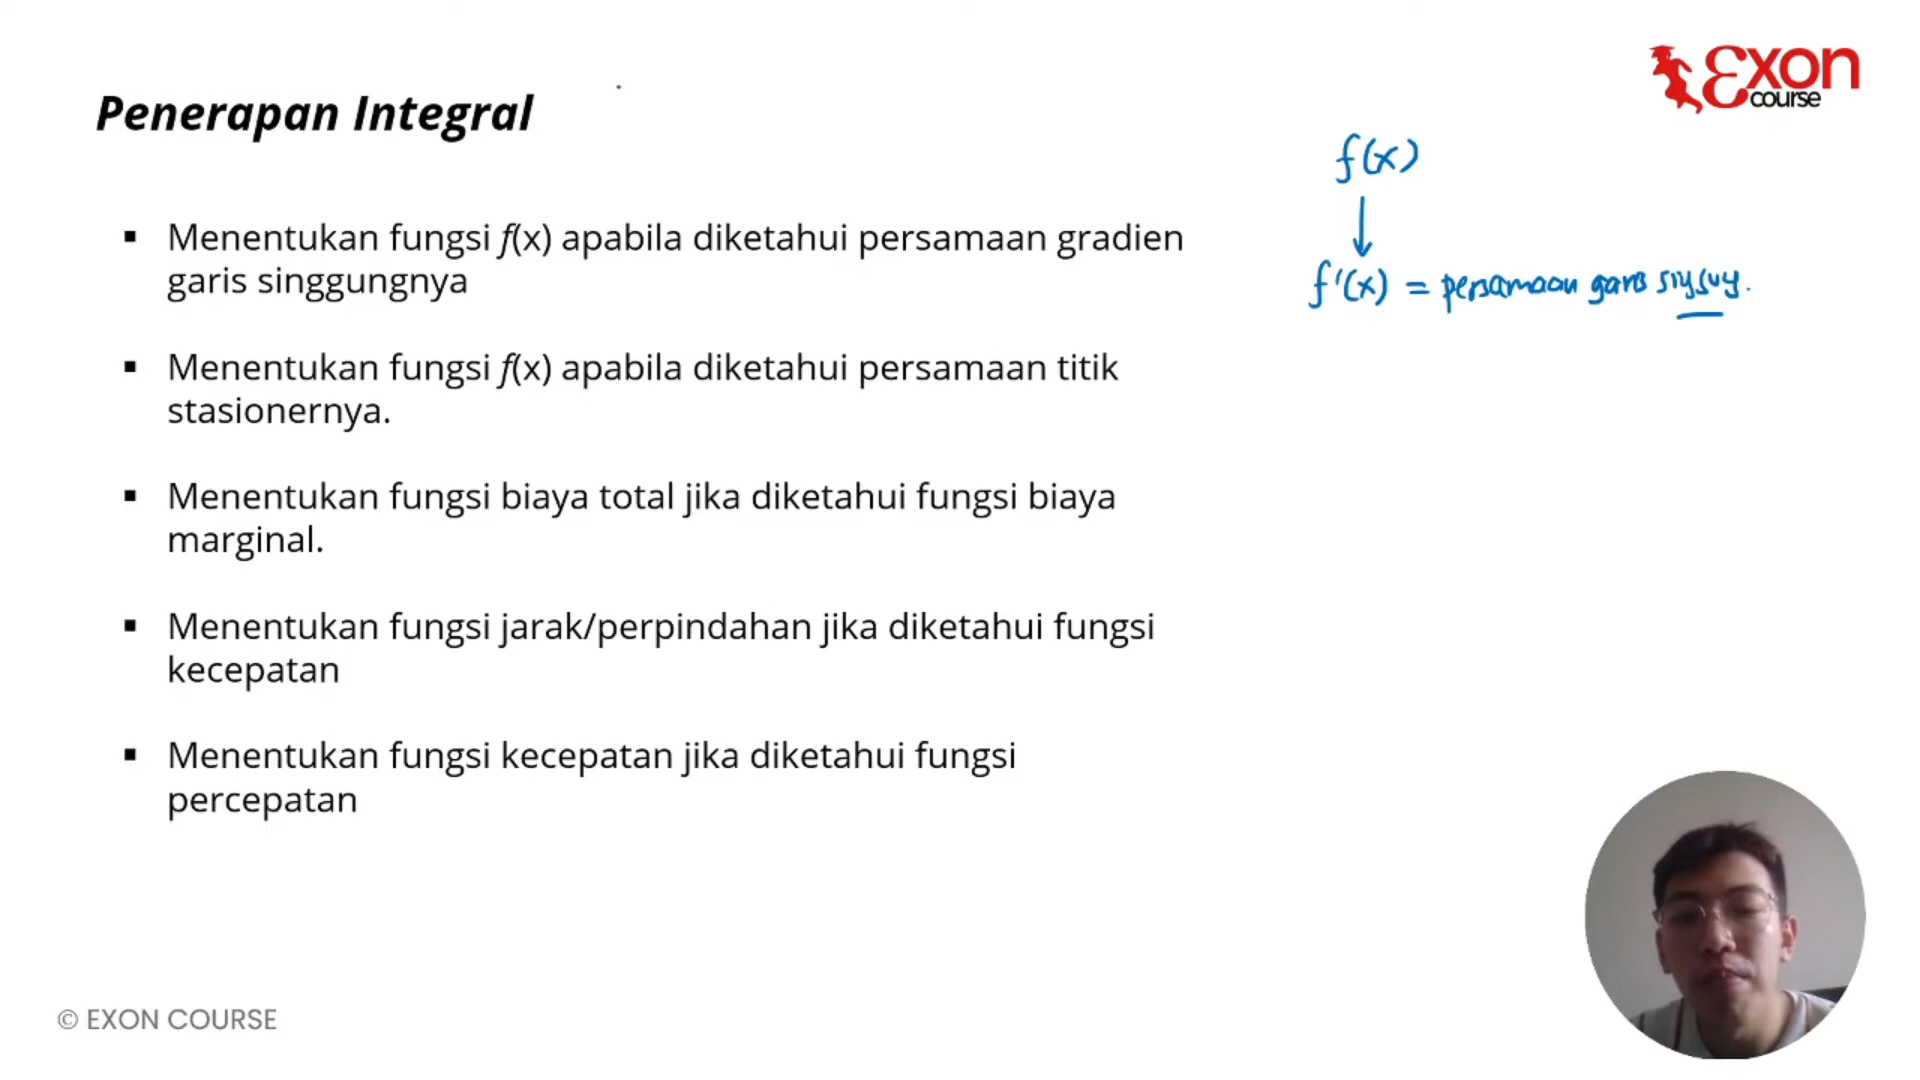 Exon
course
Penerapan Integral
f(x)
▪ Menentukan fungsi f(x) apabila diketahui persamaan gradien
garis singgungnya
f'(x) = persamaan garis
▪ Menentukan fungsi f(x) apabila diketahui persamaan titik
stasionernya.
▪ Menentukan fungsi biaya total jika diketahui fungsi biaya
marginal.
▪ Menentukan fungsi jarak/perpindahan jika diketahui fungsi
kecepatan
▪ Menentukan fungsi kecepatan jika diketahui fungsi
percepatan
© EXON COURSE